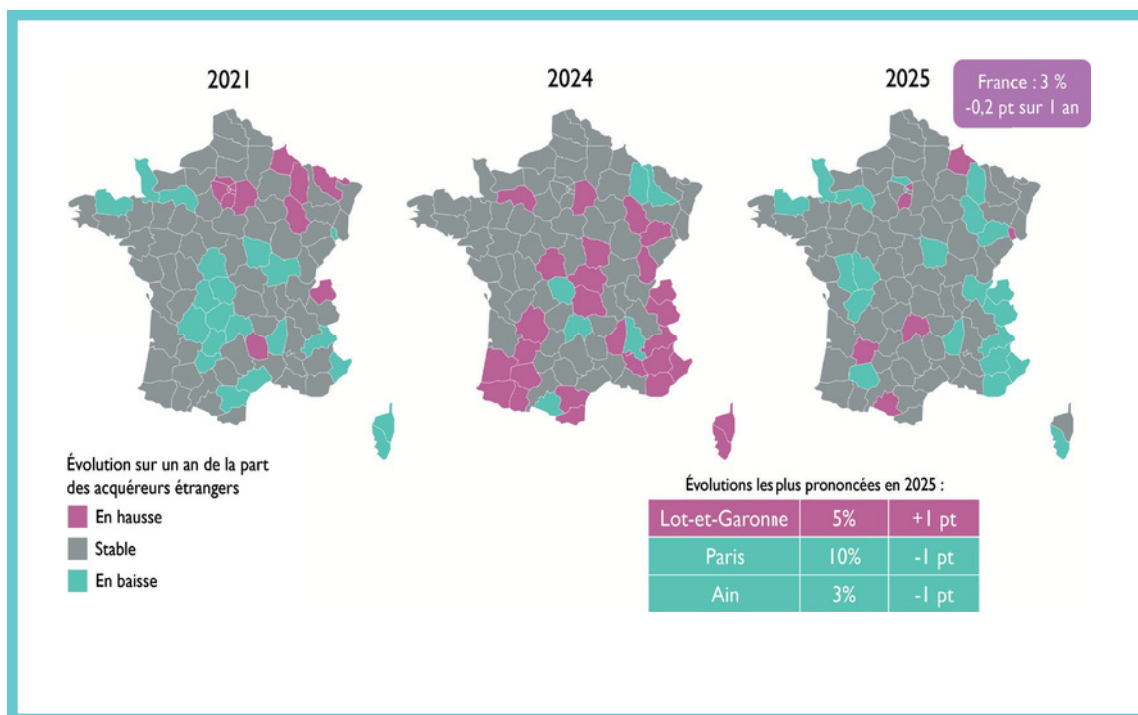 2021
2024
2025
France : 3 %
-0,2 pt sur 1 an
Évolution sur un an de la part
des acquéreurs étrangers
En hausse
Stable
En baisse
Évolutions les plus prononcées en 2025 :
Lot-et-Garonne 5% +1 pt
Paris 10% -1 pt
Ain 3% -1 pt